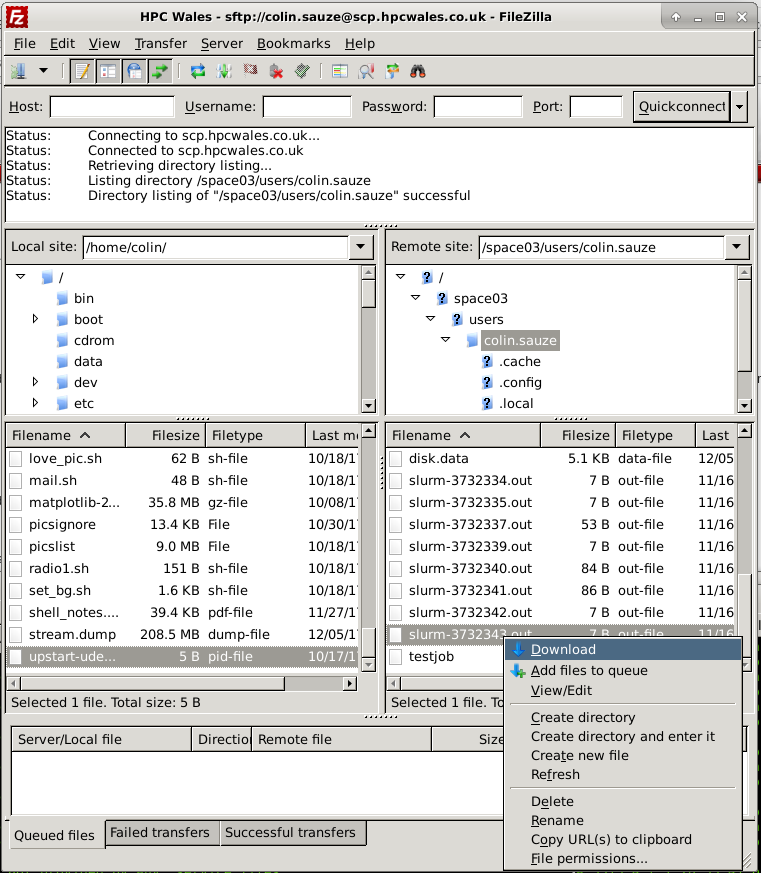 HPC Wales - sftp://colin.sauze@scp.hpcwales.co.uk - FileZilla
File Edit View Transfer Server Bookmarks Help
Host: Username: Password: Port: Quickconnect
Status: Connecting to scp.hpcwales.co.uk...
Status: Connected to scp.hpcwales.co.uk
Status: Retrieving directory listing...
Status: Listing directory /space03/users/colin.sauze
Status: Directory listing of "/space03/users/colin.sauze" successful
Local site: /home/colin/
/
bin
boot
cdrom
data
dev
etc
Remote site: /space03/users/colin.sauze
/
space03
users
colin.sauze
.cache
.config
.local
Filename Filesize Filetype Last m
love_pic.sh 62 B sh-file 10/18/1
mail.sh 48 B sh-file 10/18/1
matplotlib-2... 35.8 MB gz-file 10/08/1
picsignore 13.4 KB File 10/30/1
picslist 9.0 MB File 10/18/1
radio1.sh 151 B sh-file 10/18/1
set_bg.sh 1.6 KB sh-file 10/18/1
shell_notes.... 39.4 KB pdf-file 11/27/1
stream.dump 208.5 MB dump-file 12/05/1
upstart-ude... 5 B pid-file 10/17/1
Selected 1 file. Total size: 5 B
Filename Filesize Filetype Last
disk.data 5.1 KB data-file 12/05
slurm-3732334.out 7 B out-file 11/16
slurm-3732335.out 7 B out-file 11/16
slurm-3732337.out 53 B out-file 11/16
slurm-3732339.out 7 B out-file 11/16
slurm-3732340.out 84 B out-file 11/16
slurm-3732341.out 86 B out-file 11/16
slurm-3732342.out 7 B out-file 11/16
slurm-3732343.out 7 B out-file 11/16
testjob
Selected 1 file. To
Download
Add files to queue
View/Edit
Create directory
Create directory and enter it
Create new file
Refresh
Delete
Rename
Copy URL(s) to clipboard
File permissions...
Server/Local file Direction Remote file Size
Queued files Failed transfers Successful transfers